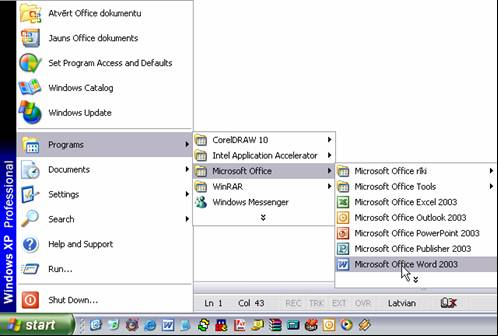 Atvērt Office dokumentu
Jauns Office dokuments
Set Program Access and Defaults
Windows Catalog
Windows Update
Programs
Documents
Settings
Search
Help and Support
Run...
Shut Down...
Windows XP Professional
CorelDRAW 10
Intel Application Accelerator
Microsoft Office
WinRAR
Windows Messenger
Microsoft Office rīki
Microsoft Office Tools
Microsoft Office Excel 2003
Microsoft Office Outlook 2003
Microsoft Office PowerPoint 2003
Microsoft Office Publisher 2003
Microsoft Office Word 2003
Ln 1 Col 43 REC TRK EXT OVR Latvian
start